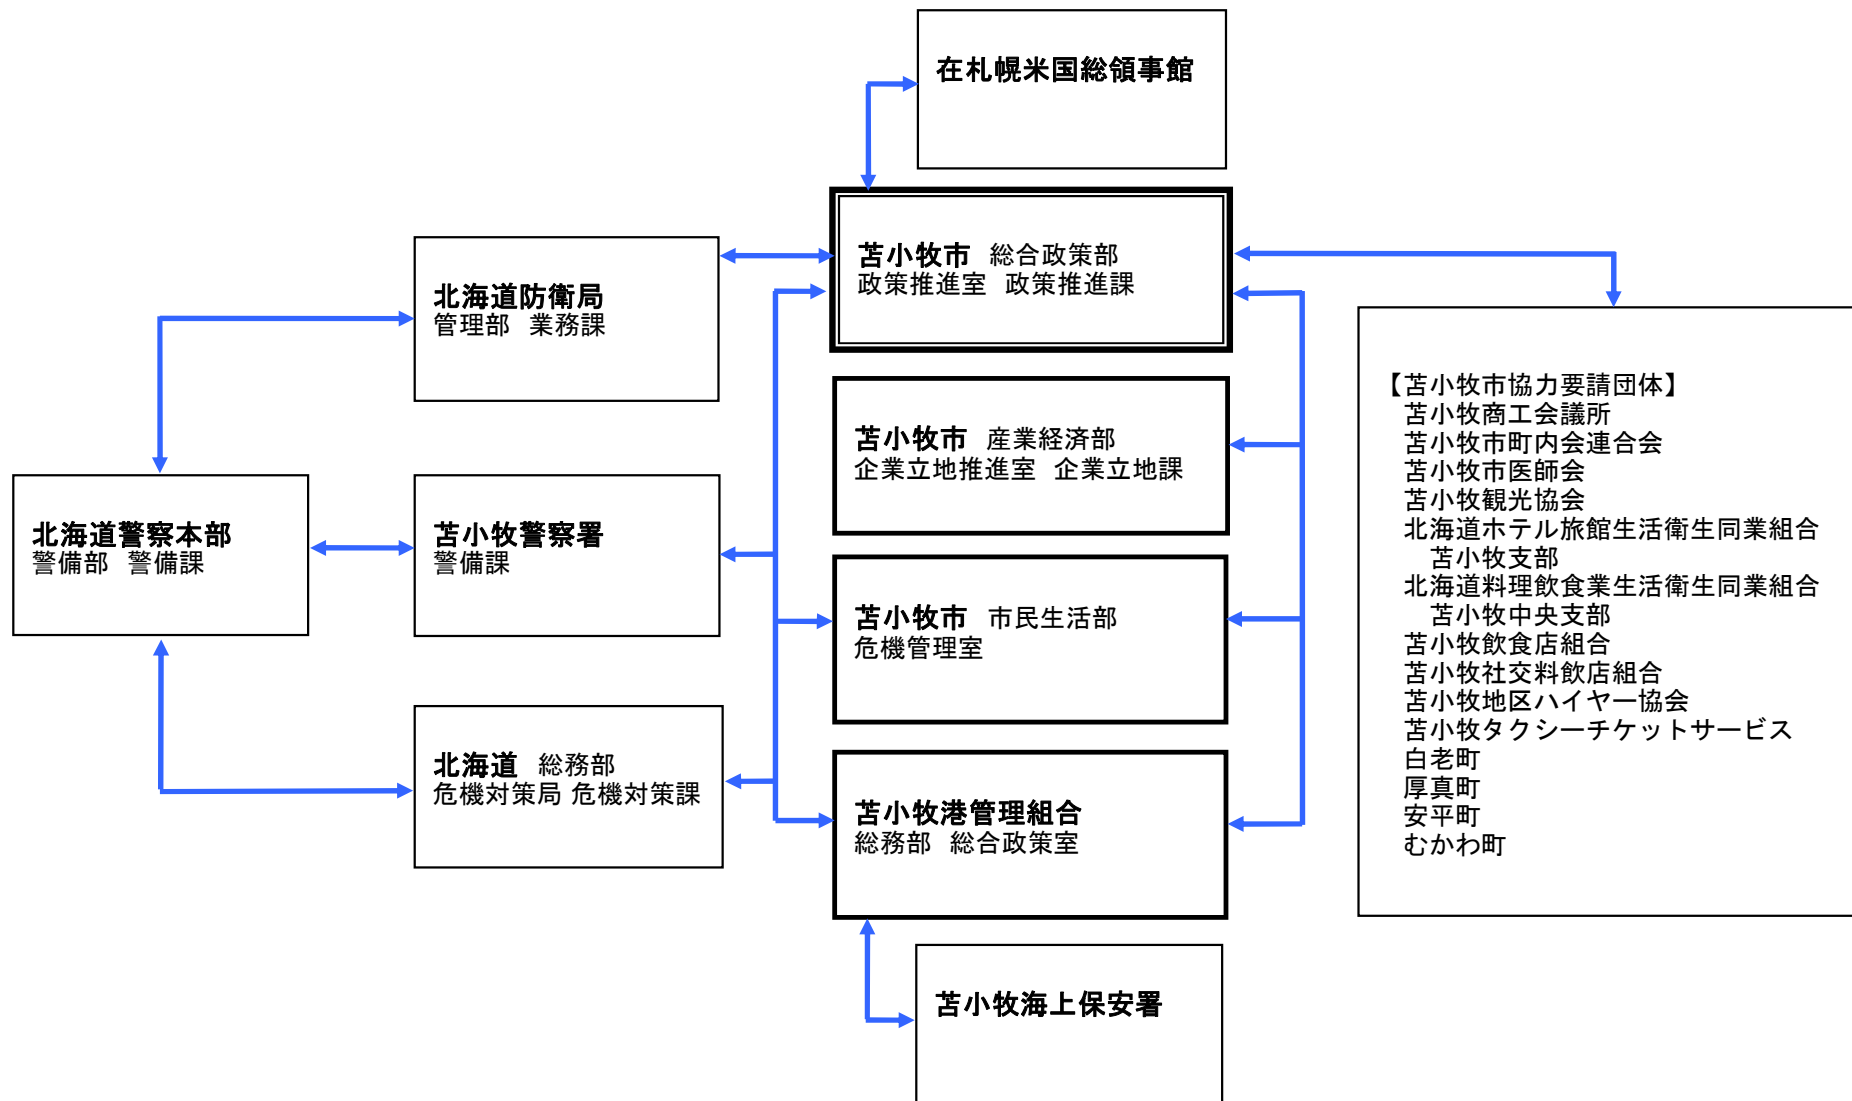 在札幌米国総領事館
苫小牧市 総合政策部
政策推進室 政策推進課
北海道防衛局
管理部 業務課
苫小牧市 産業経済部
企業立地推進室 企業立地課
北海道警察本部
警備部 警備課
苫小牧警察署
警備課
苫小牧市 市民生活部
危機管理室
北海道 総務部
危機対策局 危機対策課
苫小牧港管理組合
総務部 総合政策室
苫小牧海上保安署
【苫小牧市協力要請団体】
苫小牧商工会議所
苫小牧市町内会連合会
苫小牧市医師会
苫小牧観光協会
北海道ホテル旅館生活衛生同業組合
苫小牧支部
北海道料理飲食業生活衛生同業組合
苫小牧中央支部
苫小牧飲食店組合
苫小牧社交料飲店組合
苫小牧地区ハイヤー協会
苫小牧タクシーチケットサービス
白老町
厚真町
安平町
むかわ町